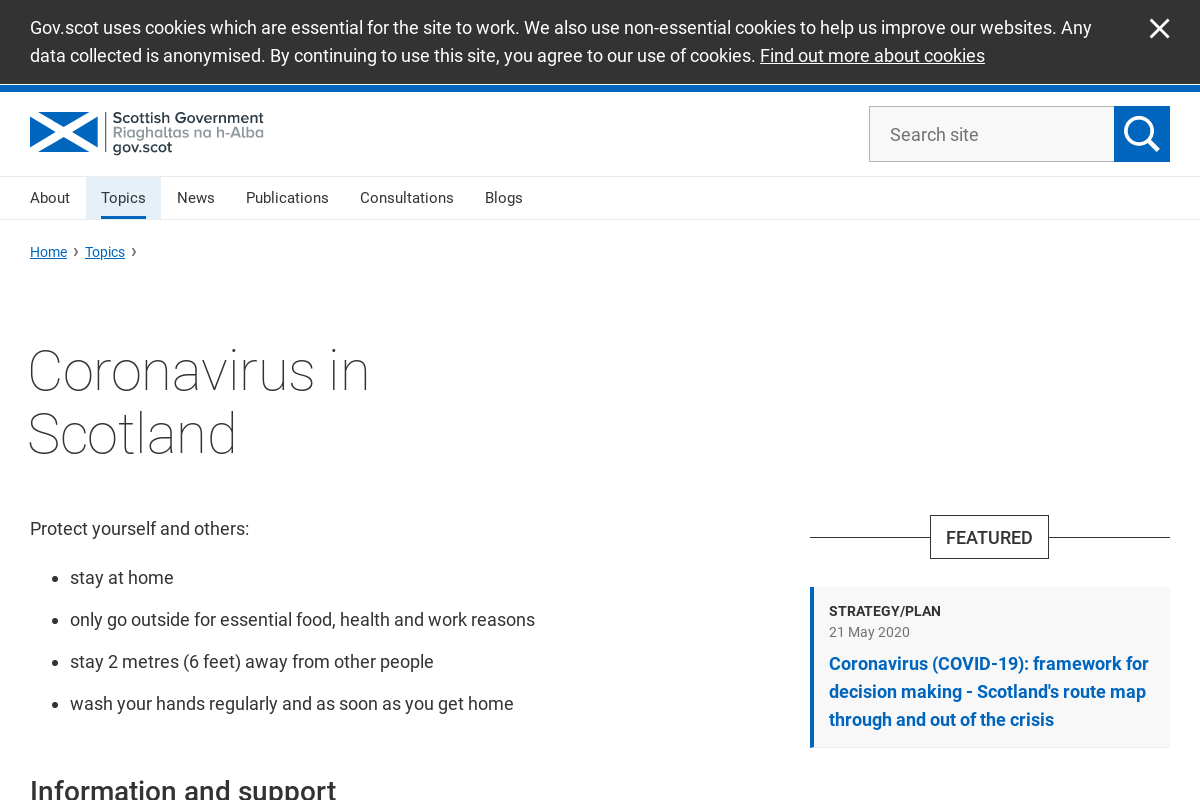 Gov.scot uses cookies which are essential for the site to work. We also use non-essential cookies to help us improve our websites. Any
data collected is anonymised. By continuing to use this site, you agree to our use of cookies. Find out more about cookies
Scottish Government
Riaghaltas na h-Alba
gov.scot
Search site
About Topics News Publications Consultations Blogs
Home › Topics ›
Coronavirus in
Scotland
Protect yourself and others:
• stay at home
• only go outside for essential food, health and work reasons
• stay 2 metres (6 feet) away from other people
• wash your hands regularly and as soon as you get home
Information and support
FEATURED
STRATEGY/PLAN
21 May 2020
Coronavirus (COVID-19): framework for
decision making - Scotland's route map
through and out of the crisis